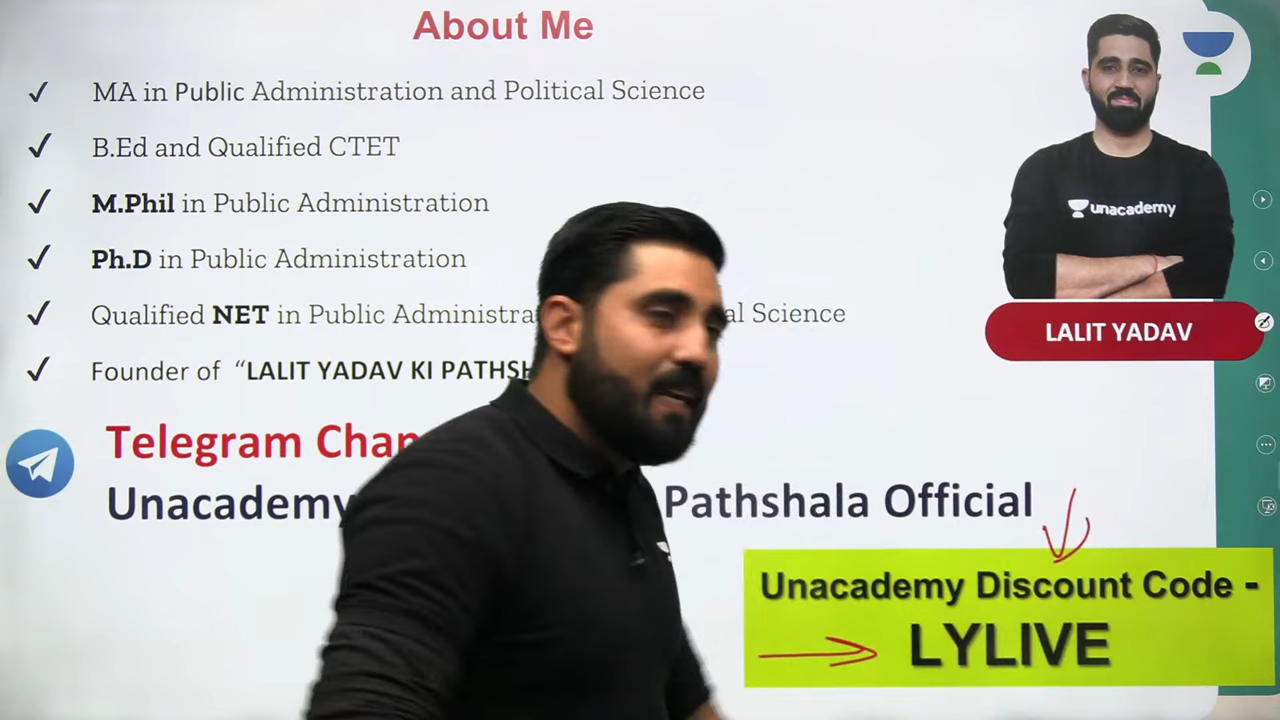 About Me
MA in Public Administration and Political Science
B.Ed and Qualified CTET
M.Phil in Public Administration
Ph.D in Public Administration
Qualified NET in Public Administra al Science
Founder of “LALIT YADAV KI PATHSH
unacademy
LALIT YADAV
Telegram Chan
Unacademy Pathshala Official
Unacademy Discount Code -
LYLIVE